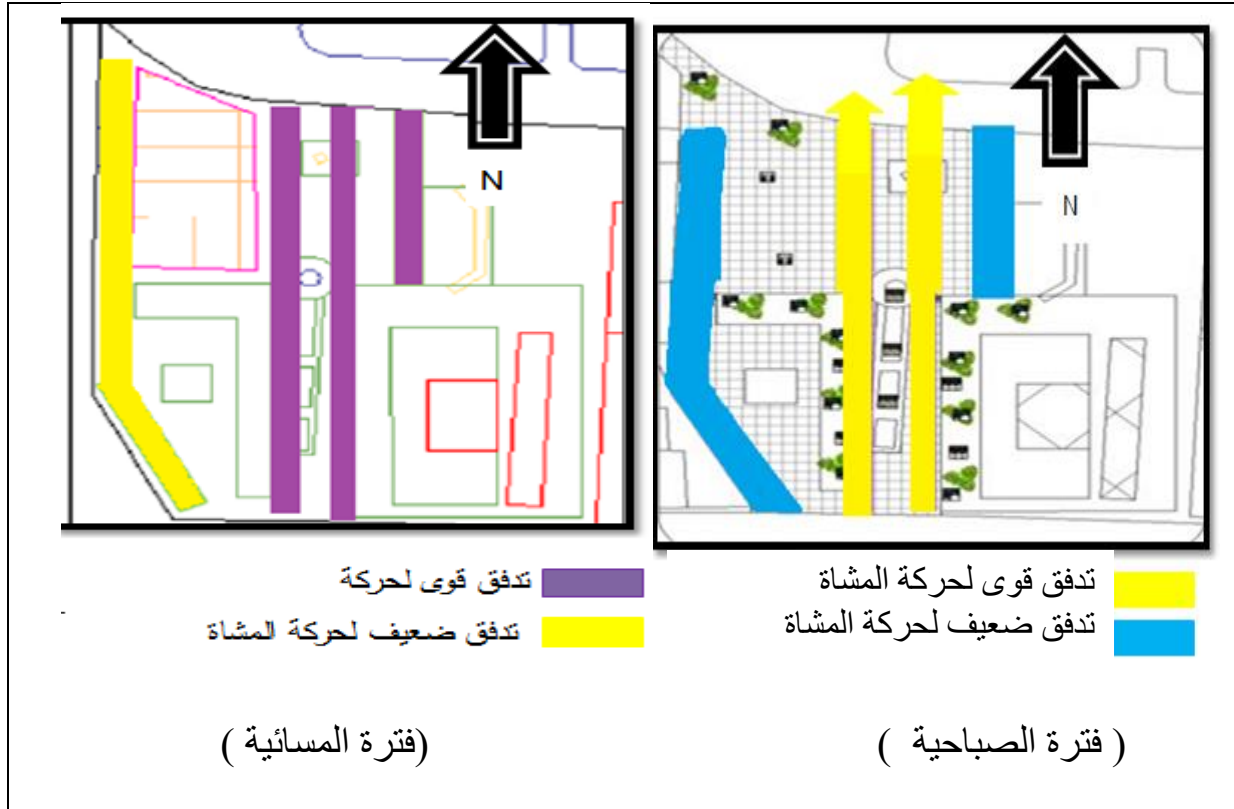 N
N
تدفق قوى لحركة المشاة
تدفق ضعيف لحركة المشاة
تدفق قوى لحركة
تدفق ضعيف لحركة المشاة
( فترة الصباحية )
(فترة المسائية )